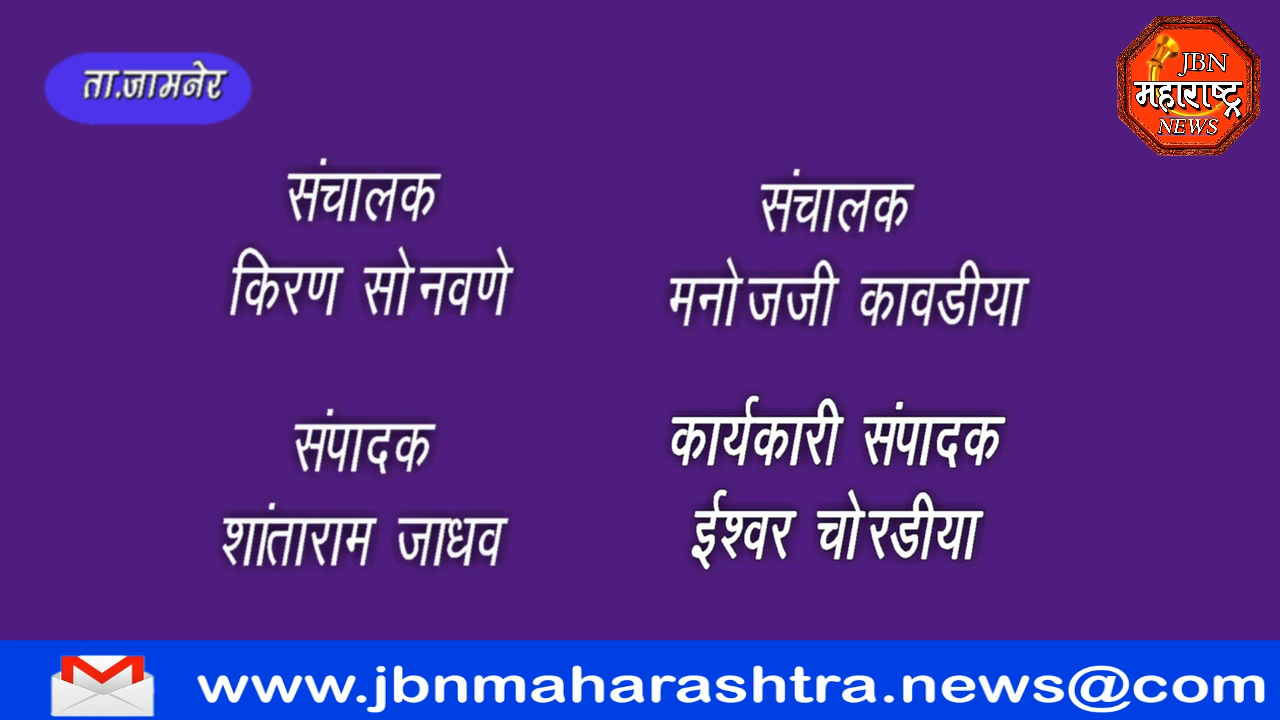 ता.जामनेर
JBN
महाराष्ट्र
NEWS
संचालक
किरण सोनवणे
संचालक
मनोजजी कावडीया
संपादक
शांताराम जाधव
कार्यकारी संपादक
ईश्वर चोरडीया
www.jbnmaharashtra.news@com